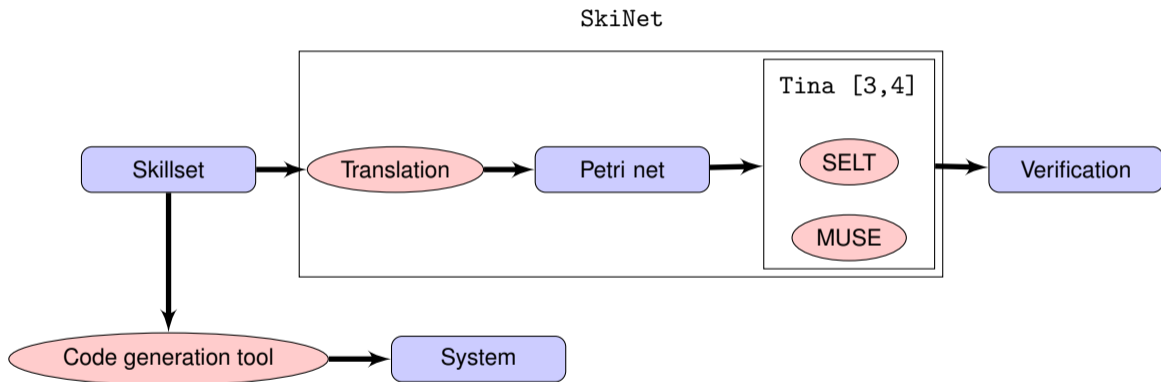 SkiNet
Tina [3,4]
Skillset
Translation
Petri net
SELT
Verification
MUSE
Code generation tool
System